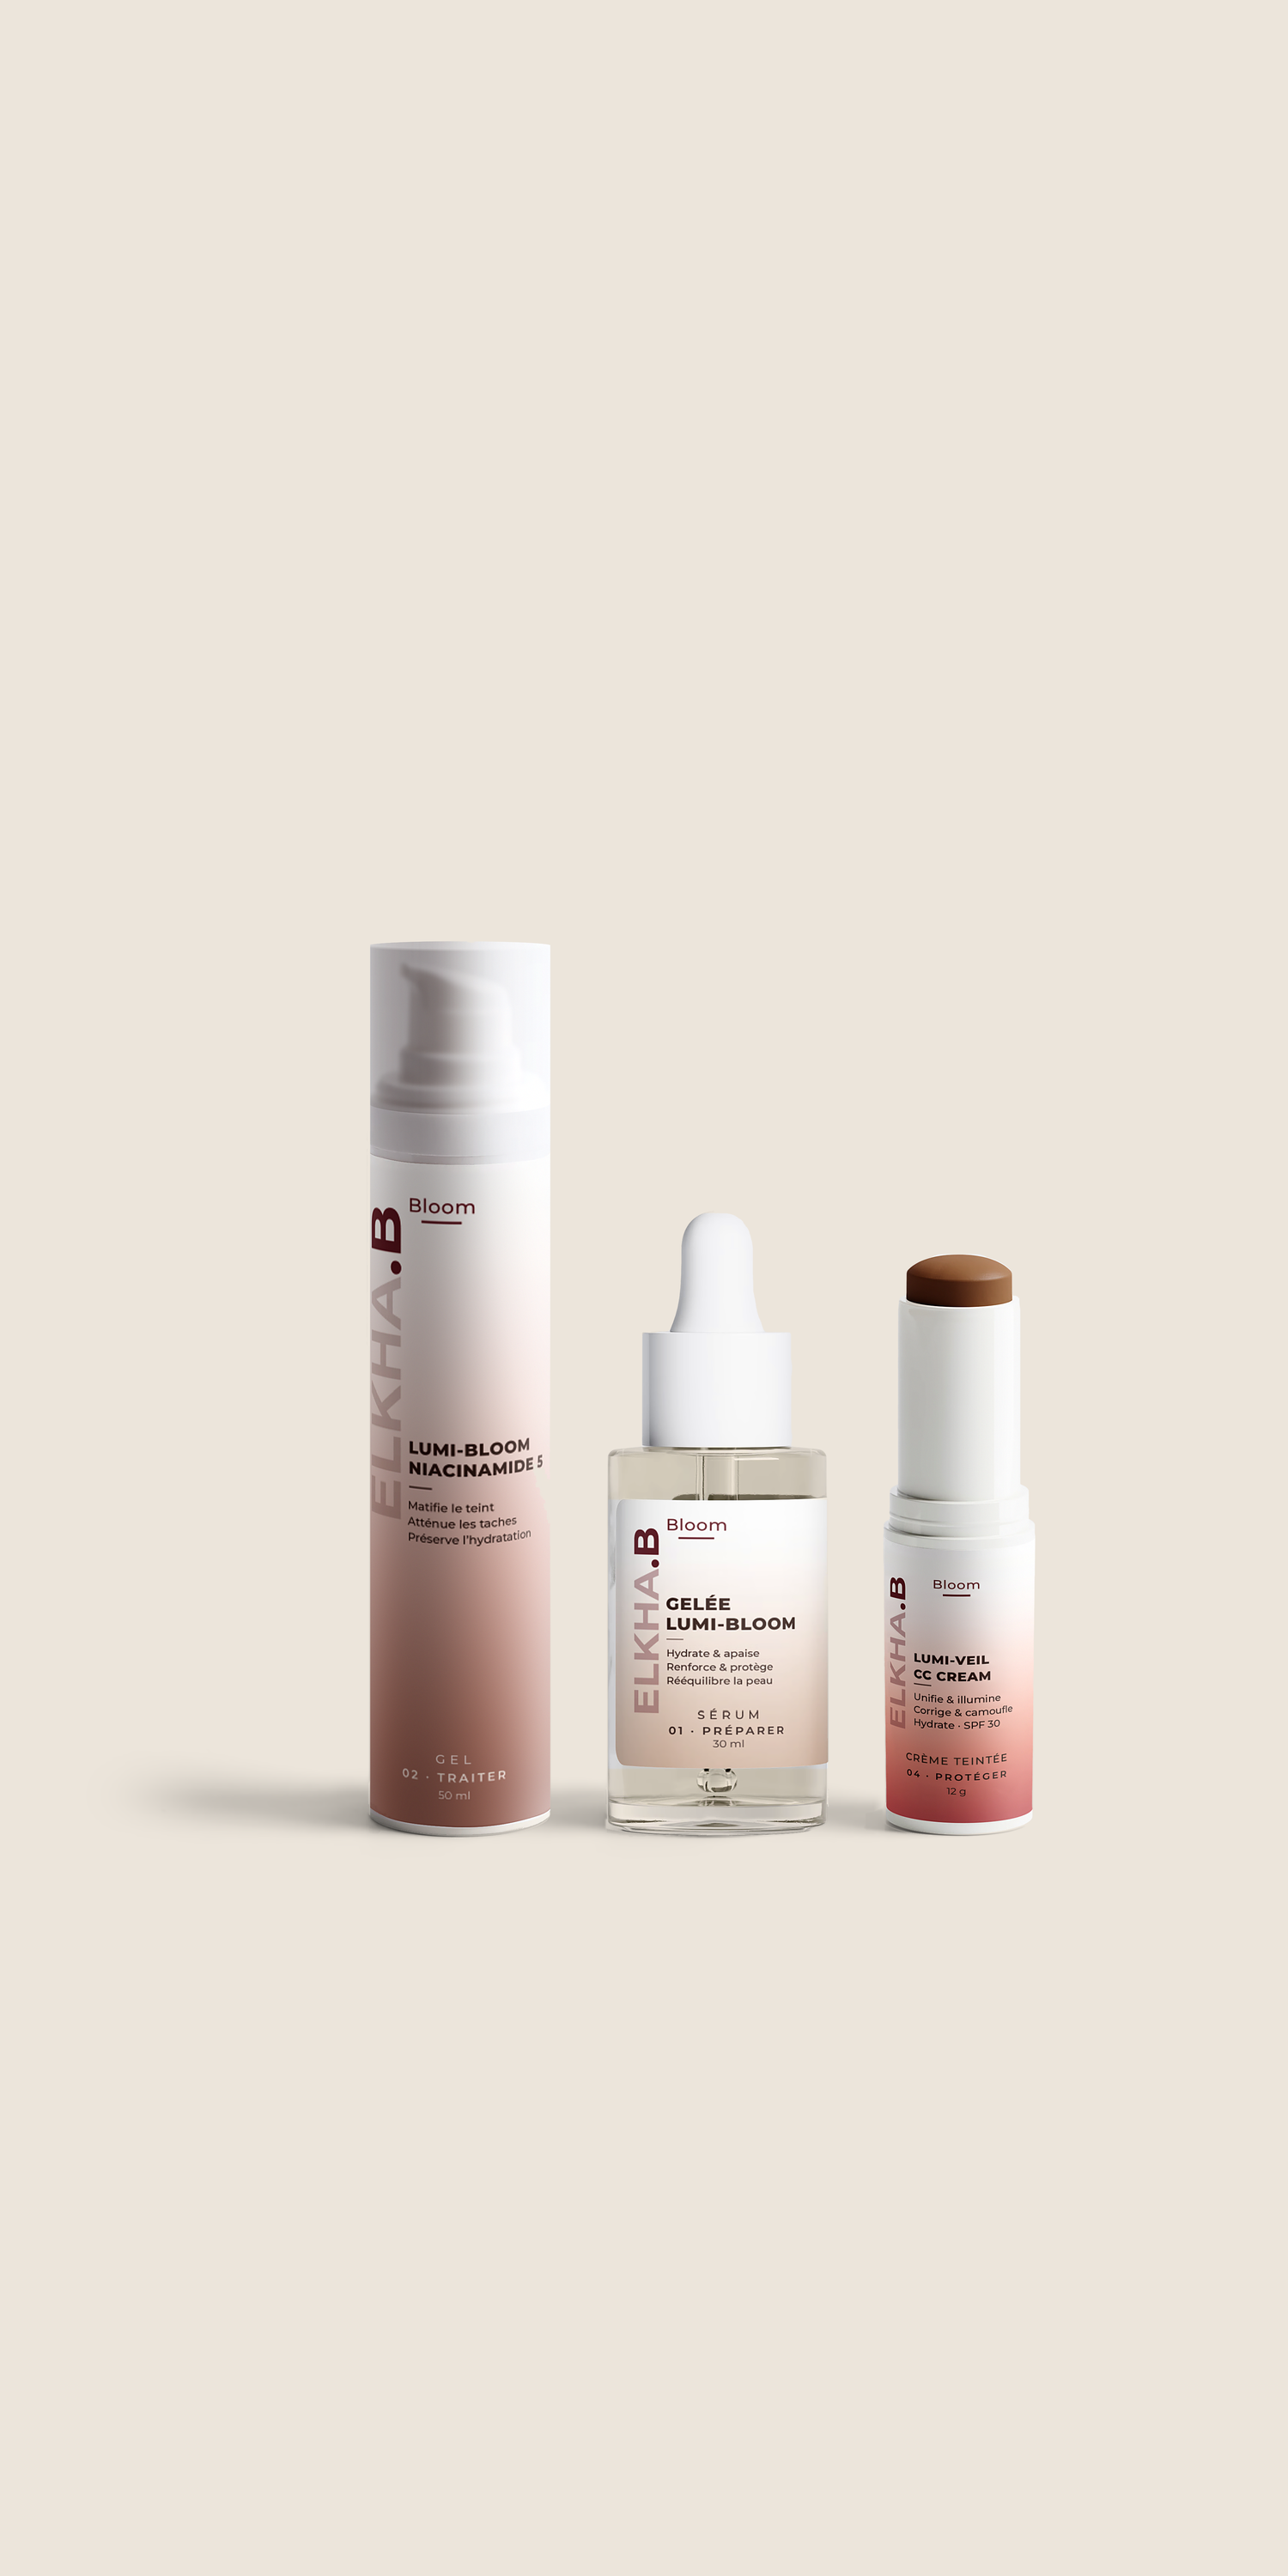 ELKHA.B
Bloom
LUMI-BLOOM
NIACINAMIDE 5
Matifie le teint
Atténue les taches
Préserve l'hydratation
GEL
02 · TRAITER
50 ml
ELKHA.B
Bloom
GELÉE
LUMI-BLOOM
Hydrate & apaise
Renforce & protège
Rééquilibre la peau
SÉRUM
01 · PRÉPARER
30 ml
ELKHA.B
Bloom
LUMI-VEIL
CC CREAM
Unifie & illumine
Corrige & camoufle
Hydrate · SPF 30
CRÈME TEINTÉE
04 · PROTÉGER
12 g